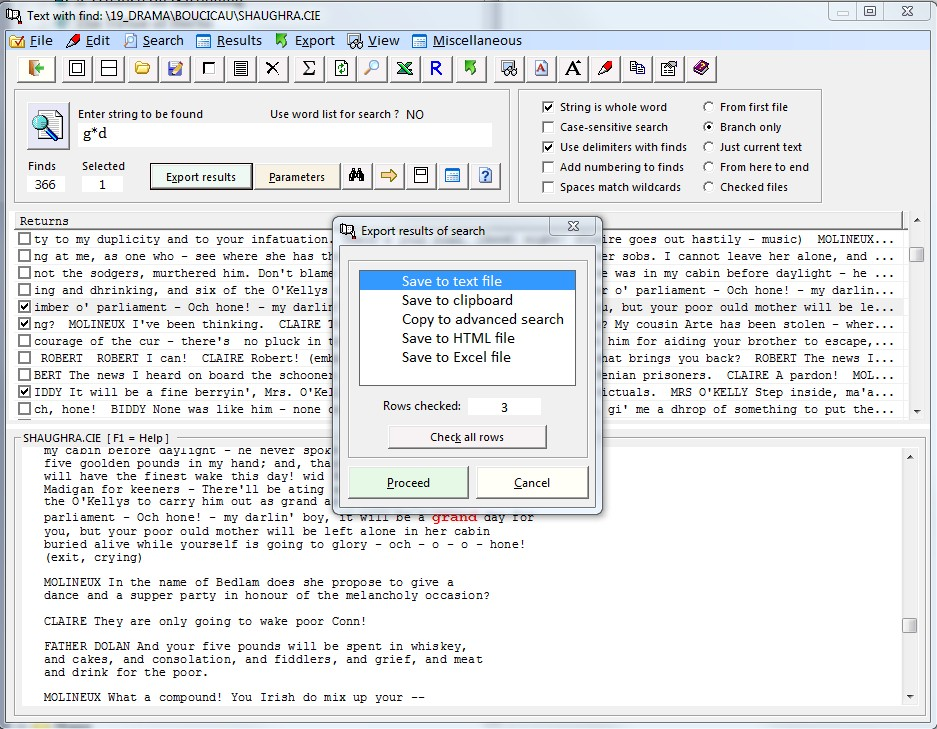 Text with find: \19_DRAMA\BOUCICAU\SHAUGHRA.CIE
File Edit Search Results Export View Miscellaneous
Enter string to be found
Use word list for search ? NO
g*d
Finds Selected
366 1
Export results Parameters
String is whole word From first file
Case-sensitive search Branch only
Use delimiters with finds Just current text
Add numbering to finds From here to end
Spaces match wildcards Checked files
Returns
ty to my duplicity and to your infatuation. ire goes out hastily - music) MOLINEUX...
ng at me, as one who - see where she has th er sobs. I cannot leave her alone, and ...
not the sodgers, murthered him. Don't blame was in my cabin before daylight - he ...
ing and dhrinking, and six of the O'Kellys r o' parliament - Och hone! - my darlin...
imber o' parliament - Och hone! - my darlin u, but your poor ould mother will be le...
ng? MOLINEUX I've been thinking. CLAIRE T ? My cousin Arte has been stolen - wher...
courage of the cur - there's no pluck in t him for aiding your brother to escape,...
ROBERT ROBERT I can! CLAIRE Robert! (emb hat brings you back? ROBERT The news I...
BERT The news I heard on board the schooner enian prisoners. CLAIRE A pardon! MOL...
IDDY It will be a fine berryin', Mrs. O'Kel ictuals. MRS O'KELLY Step inside, ma'a...
ch, hone! BIDDY None was like him - none o gi' me a dhrop of something to put the...
Export results of search
Save to text file
Save to clipboard
Copy to advanced search
Save to HTML file
Save to Excel file
Rows checked: 3
Check all rows
Proceed Cancel
SHAUGHRA.CIE [ F1 = Help ]
my cabin before daylight - he never spok
five goolden pounds in my hand; and, tha
will have the finest wake this day! wid
Madigan for keeners - There'll be ating
the O'Kellys to carry him out as grand a
parliament - Och hone! - my darlin' boy, it will be a grand day for
you, but your poor ould mother will be left alone in her cabin
buried alive while yourself is going to glory - och - o - o - hone!
(exit, crying)
MOLINEUX In the name of Bedlam does she propose to give a
dance and a supper party in honour of the melancholy occasion?
CLAIRE They are only going to wake poor Conn!
FATHER DOLAN And your five pounds will be spent in whiskey,
and cakes, and consolation, and fiddlers, and grief, and meat
and drink for the poor.
MOLINEUX What a compound! You Irish do mix up your --